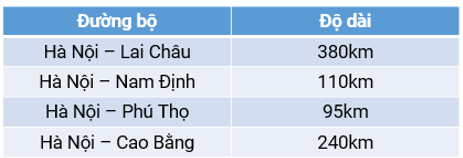 Đường bộ Độ dài
Hà Nội – Lai Châu 380km
Hà Nội – Nam Định 110km
Hà Nội – Phú Thọ 95km
Hà Nội – Cao Bằng 240km